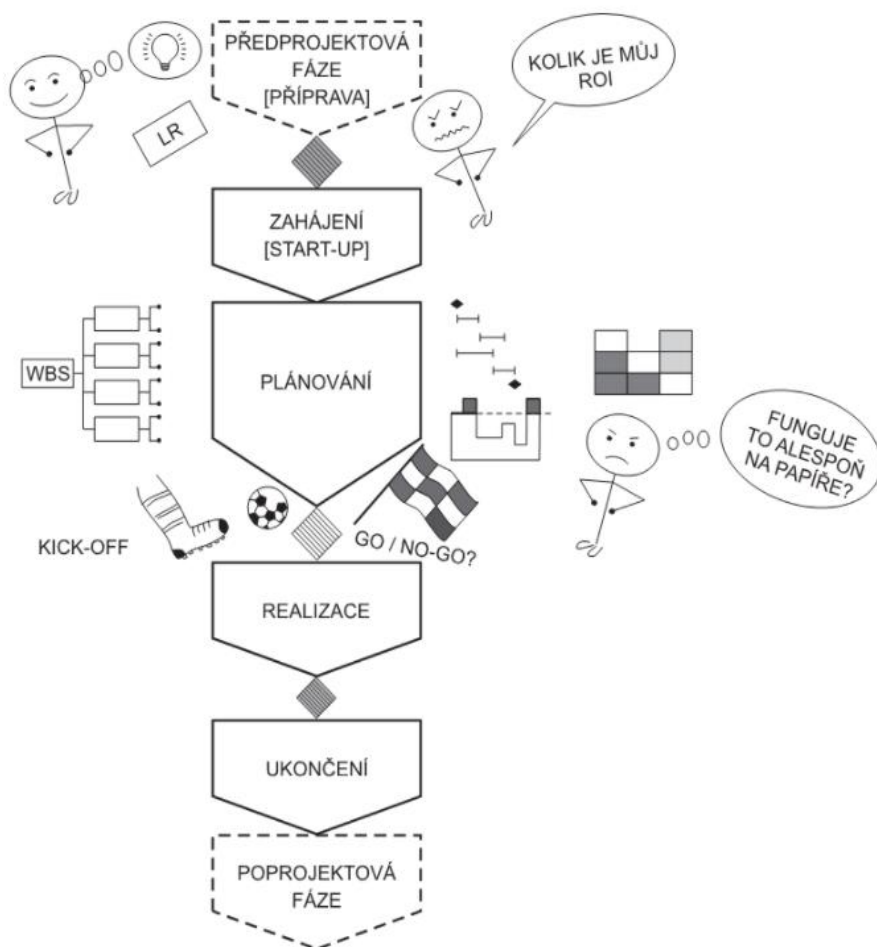 PŘEDPROJEKTOVÁ
FÁZE
[PŘÍPRAVA]
KOLIK JE MŮJ
ROI
LR
ZAHÁJENÍ
[START-UP]
WBS
PLÁNOVÁNÍ
FUNGUJE
TO ALESPOŇ
NA PAPÍŘE?
KICK-OFF
GO / NO-GO?
REALIZACE
UKONČENÍ
POPROJEKTOVÁ
FÁZE